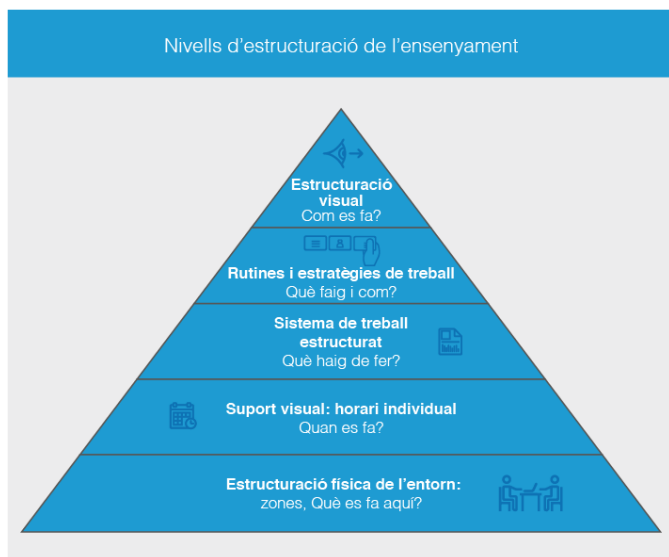 Nivells d'estructuració de l'ensenyament
Estructuració
visual
Com es fa?
Rutines i estratègies de treball
Què faig i com?
Sistema de treball
estructurat
Què haig de fer?
Suport visual: horari individual
Quan es fa?
Estructuració física de l'entorn:
zones, Què es fa aquí?